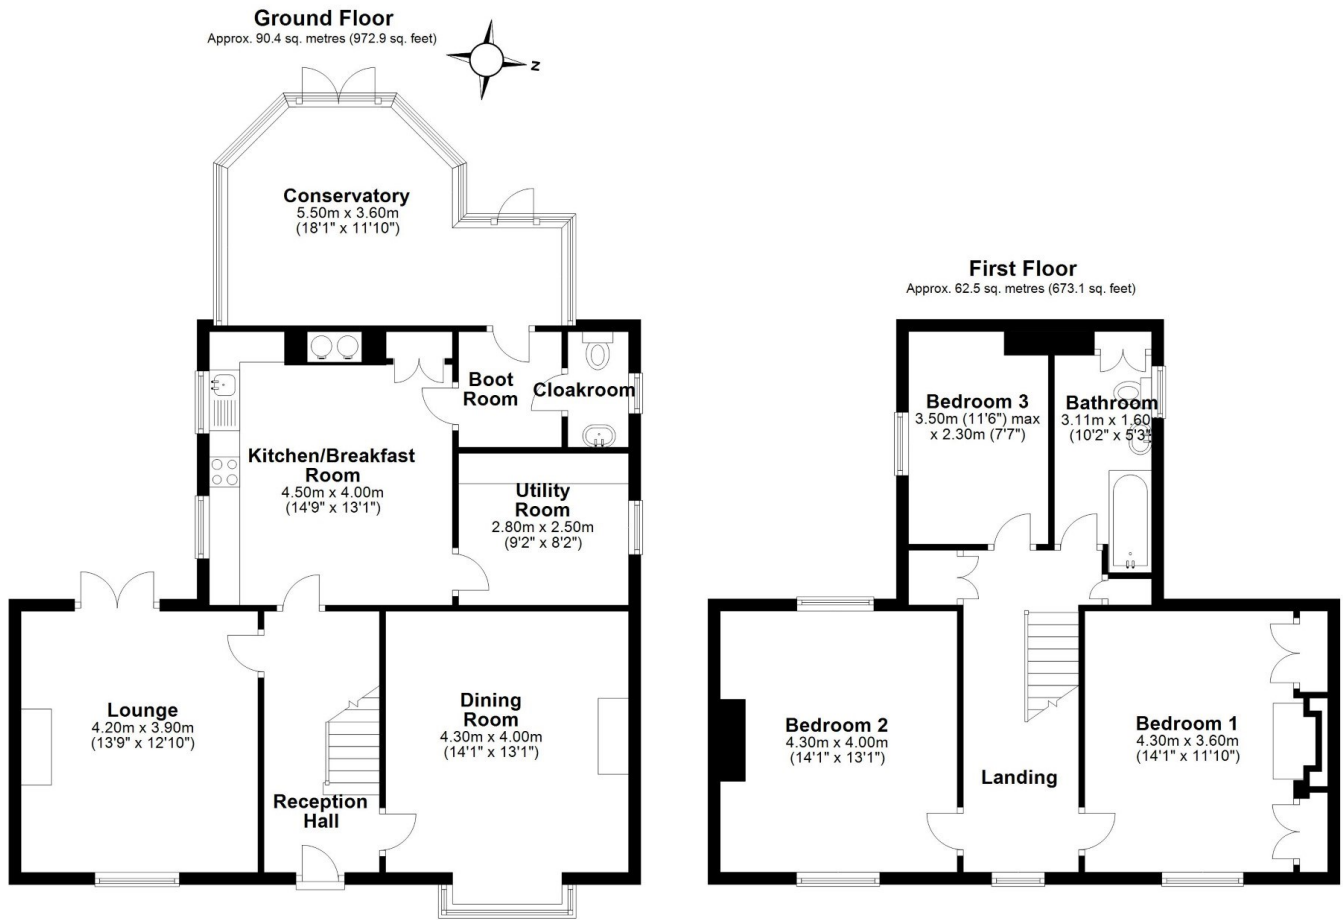 Ground Floor
Approx. 90.4 sq. metres (972.9 sq. feet)
N
Conservatory
5.50m x 3.60m
(18'1" x 11'10")
Boot
Room
Cloakroom
Kitchen/Breakfast
Room
4.50m x 4.00m
(14'9" x 13'1")
Utility
Room
2.80m x 2.50m
(9'2" x 8'2")
Lounge
4.20m x 3.90m
(13'9" x 12'10")
Dining
Room
4.30m x 4.00m
(14'1" x 13'1")
Reception
Hall
First Floor
Approx. 62.5 sq. metres (673.1 sq. feet)
Bedroom 3
3.50m (11'6") max
x 2.30m (7'7")
Bathroom
3.11m x 1.60
(10'2" x 5'3"
Bedroom 2
4.30m x 4.00m
(14'1" x 13'1")
Landing
Bedroom 1
4.30m x 3.60m
(14'1" x 11'10")